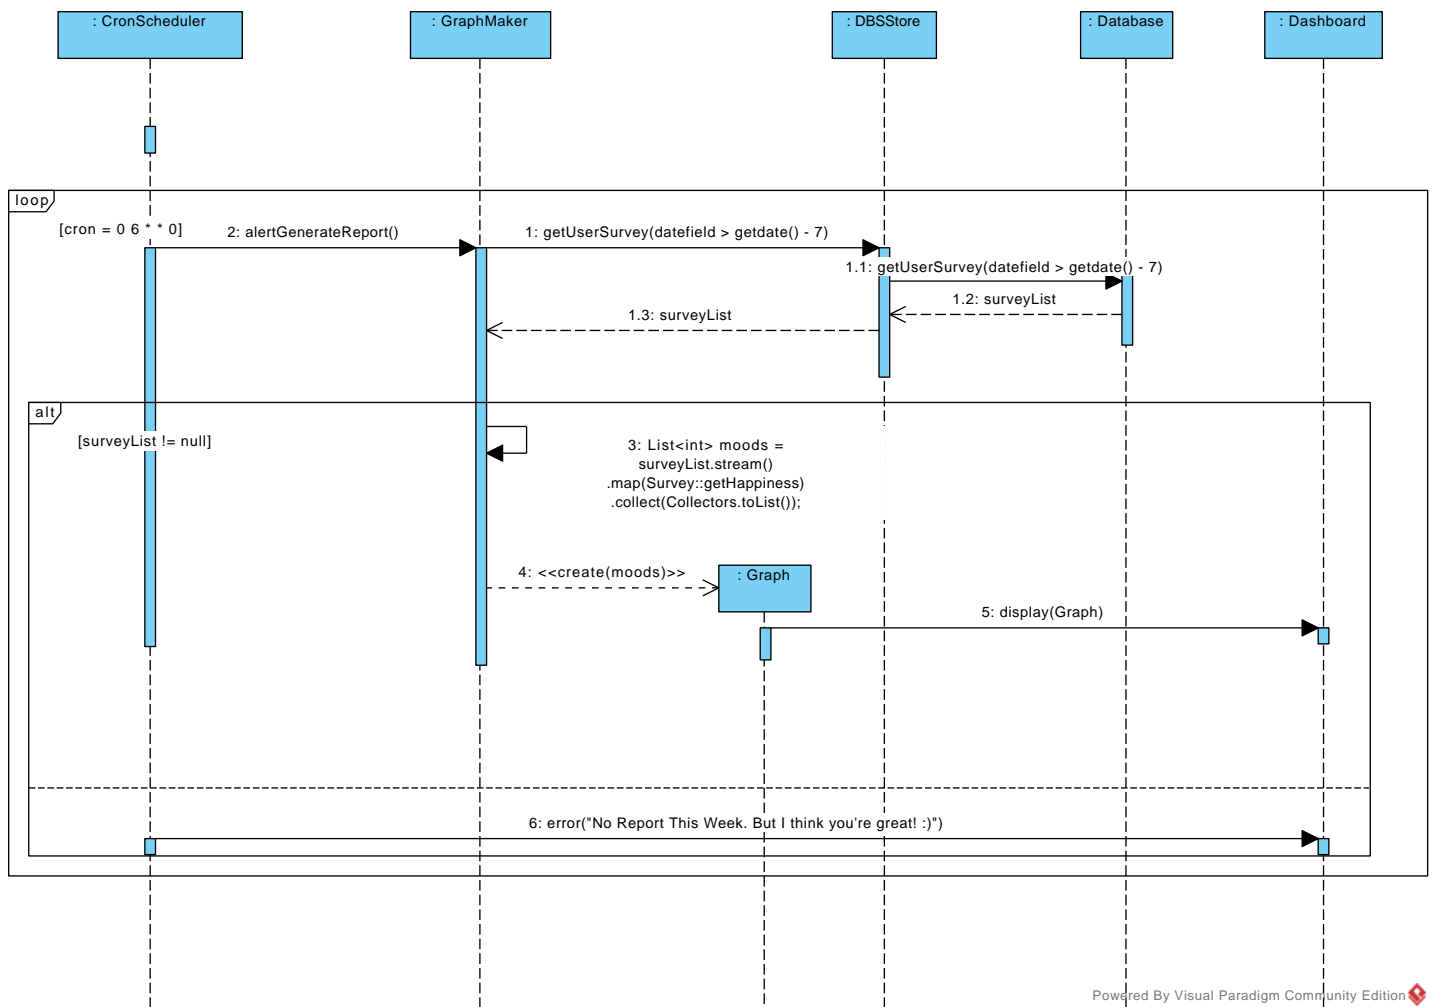 : CronScheduler
: GraphMaker
: DBSStore
: Database
: Dashboard
loop
[cron = 0 6 * * 0]
2: alertGenerateReport()
1: getUserSurvey(datefield > getdate() - 7)
1.1: getUserSurvey(datefield > getdate() - 7)
1.2: surveyList
1.3: surveyList
alt
[surveyList != null]
3: List<int> moods =
surveyList.stream()
.map(Survey::getHappiness)
.collect(Collectors.toList());
4: <<create(moods)>>
: Graph
5: display(Graph)
6: error("No Report This Week. But I think you're great! :)")
Powered By Visual Paradigm Community Edition